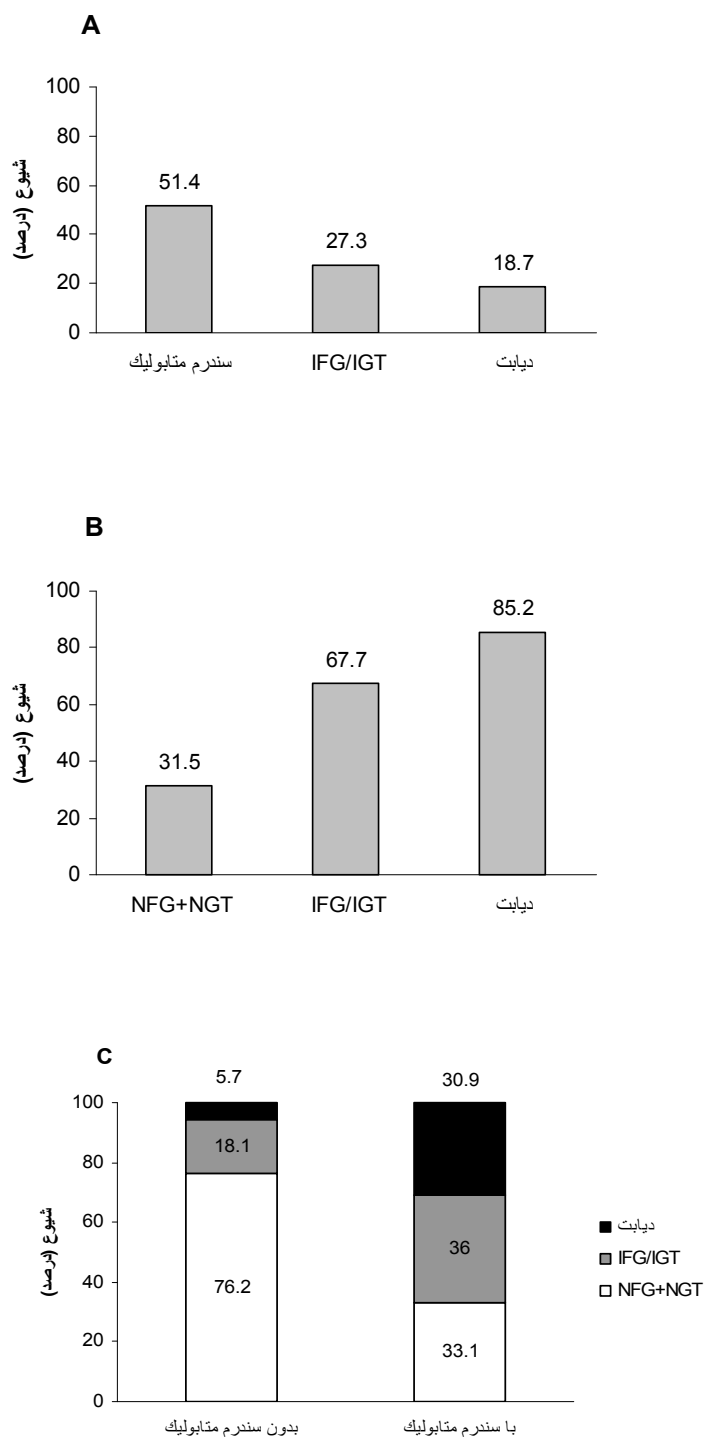 A
شیوع (درصد)
100
80
60
40
20
0
51.4
27.3
18.7
سندرم متابولیك
IFG/IGT
دیابت
B
شیوع (درصد)
100
80
60
40
20
0
31.5
67.7
85.2
NFG+NGT
IFG/IGT
دیابت
C
شیوع (درصد)
100
80
60
40
20
0
5.7
18.1
76.2
30.9
36
33.1
بدون سندرم متابولیك
با سندرم متابولیك
دیابت
IFG/IGT
NFG+NGT